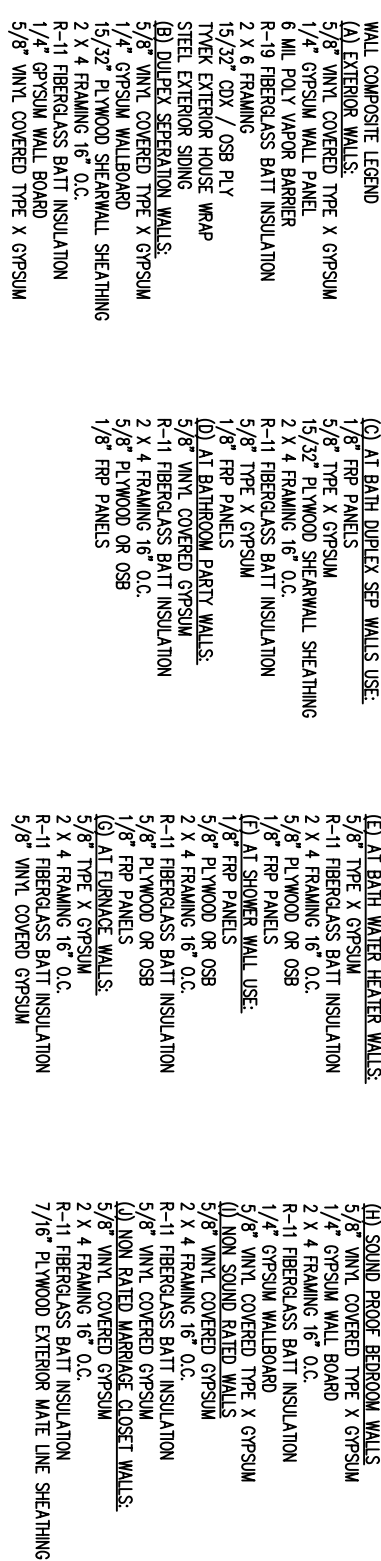 WALL COMPOSITE LEGEND
(A) EXTERIOR WALLS:
5/8" VINYL COVERED TYPE X GYPSUM
1/4" GYPSUM WALL PANEL
6 MIL POLY VAPOR BARRIER
R-19 FIBERGLASS BATT INSULATION
2 X 6 FRAMING
15/32" CDX / OSB PLY
TYVEK EXTERIOR HOUSE WRAP
STEEL EXTERIOR SIDING
(B) DULPEX SEPERATION WALLS:
5/8" VINYL COVERED TYPE X GYPSUM
1/4" GYPSUM WALLBOARD
15/32" PLYWOOD SHEARWALL SHEATHING
2 X 4 FRAMING 16" O.C.
R-11 FIBERGLASS BATT INSULATION
1/4" GPYSUM WALL BOARD
5/8" VINYL COVERED TYPE X GYPSUM
(C) AT BATH DUPLEX SEP WALLS USE:
1/8" FRP PANELS
5/8" TYPE X GYPSUM
15/32" PLYWOOD SHEARWALL SHEATHING
2 X 4 FRAMING 16" O.C.
R-11 FIBERGLASS BATT INSULATION
5/8" TYPE X GYPSUM
1/8" FRP PANELS
(D) AT BATHROOM PARTY WALLS:
5/8" VINYL COVERED GYPSUM
R-11 FIBERGLASS BATT INSULATION
2 X 4 FRAMING 16" O.C.
5/8" PLYWOOD OR OSB
1/8" FRP PANELS
(E) AT BATH WATER HEATER WALLS:
5/8" TYPE X GYPSUM
R-11 FIBERGLASS BATT INSULATION
2 X 4 FRAMING 16" O.C.
5/8" PLYWOOD OR OSB
1/8" FRP PANELS
(F) AT SHOWER WALL USE:
1/8" FRP PANELS
5/8" PLYWOOD OR OSB
2 X 4 FRAMING 16" O.C.
R-11 FIBERGLASS BATT INSULATION
5/8" PLYWOOD OR OSB
1/8" FRP PANELS
(G) AT FURNACE WALLS:
5/8" TYPE X GYPSUM
2 X 4 FRAMING 16" O.C.
R-11 FIBERGLASS BATT INSULATION
5/8" VINYL COVERD GYPSUM
(H) SOUND PROOF BEDROOM WALLS
5/8" VINYL COVERED TYPE X GYPSUM
1/4" GYPSUM WALL BOARD
2 X 4 FRAMING 16" O.C.
R-11 FIBERGLASS BATT INSULATION
1/4" GYPSUM WALLBOARD
5/8" VINYL COVERED TYPE X GYPSUM
(I) NON SOUND RATED WALLS
5/8" VINYL COVERED GYPSUM
2 X 4 FRAMING 16" O.C.
R-11 FIBERGLASS BATT INSULATION
5/8" VINYL COVERED GYPSUM
(J) NON RATED MARRIAGE CLOSET WALLS:
5/8" VINYL COVERED GYPSUM
2 X 4 FRAMING 16" O.C.
R-11 FIBERGLASS BATT INSULATION
7/16" PLYWOOD EXTERIOR MATE LINE SHEATHING